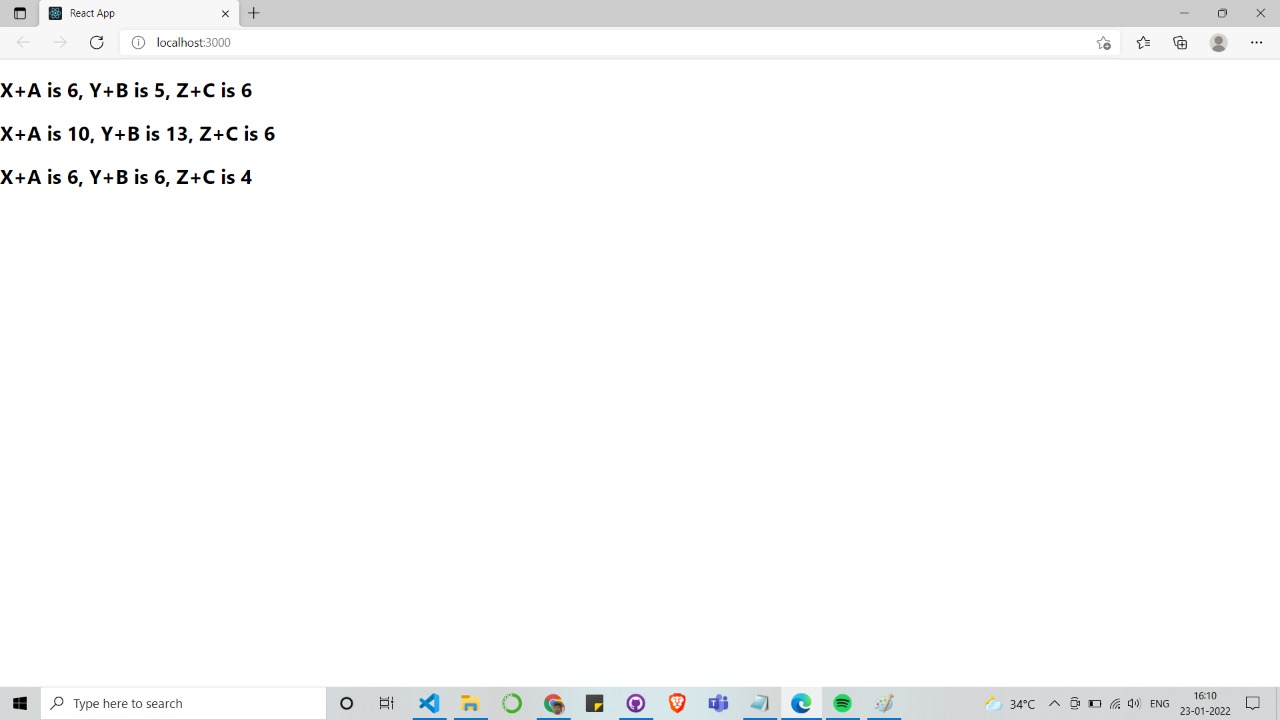 React App
localhost:3000
X+A is 6, Y+B is 5, Z+C is 6
X+A is 10, Y+B is 13, Z+C is 6
X+A is 6, Y+B is 6, Z+C is 4
Type here to search
34°C
ENG
16:10
23-01-2022